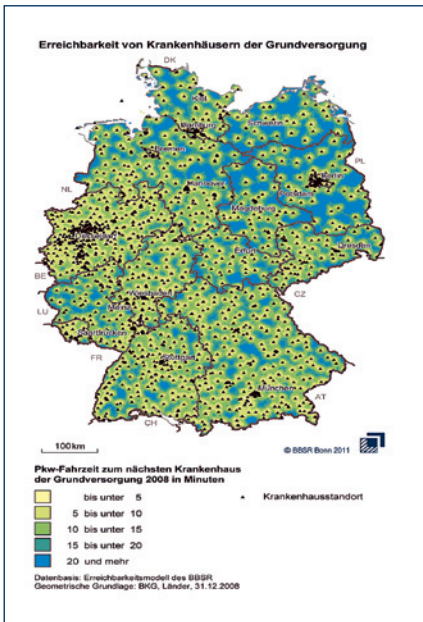 Erreichbarkeit von Krankenhäusern der Grundversorgung
DK
Kiel
Hamburg
Schwerin
Bremen
PL
Berlin
Hannover
Potsdam
NL
Magdeburg
Düsseldorf
Erfurt
Dresden
BE
Wiesbaden
CZ
LU
Mainz
Saarbrücken
FR
Stuttgart
München
AT
CH
100 km
© BBSR Bonn 2011
Pkw-Fahrzeit zum nächsten Krankenhaus
der Grundversorgung 2008 in Minuten
bis unter 5
Krankenhausstandort
5 bis unter 10
10 bis unter 15
15 bis unter 20
20 und mehr
Datenbasis: Erreichbarkeitsmodell des BBSR
Geometrische Grundlage: BKG, Länder, 31.12.2008